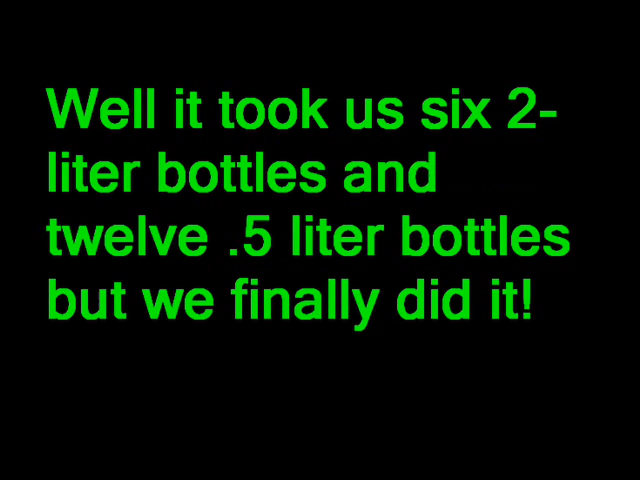 Well it took us six 2-
liter bottles and
twelve .5 liter bottles
but we finally did it!